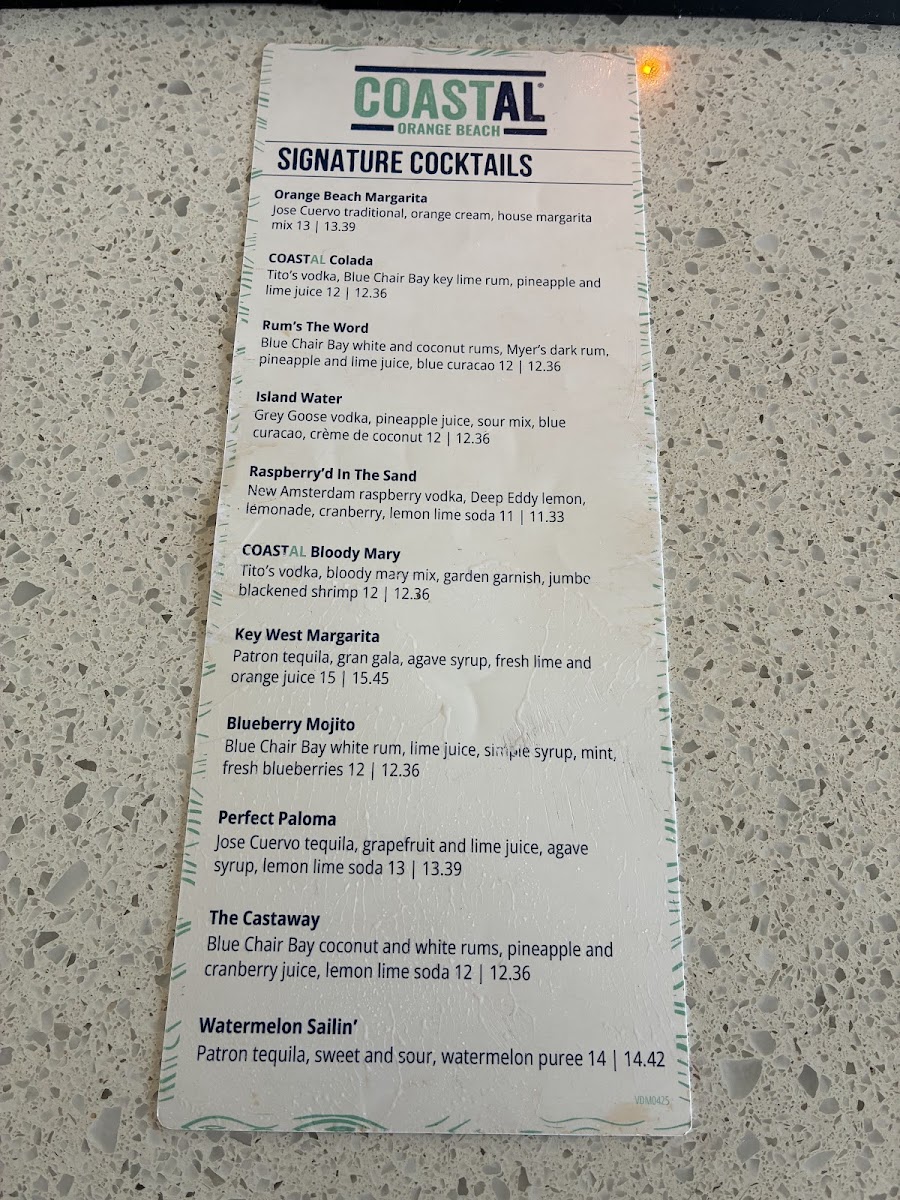 COASTAL®
ORANGE BEACH
SIGNATURE COCKTAILS
Orange Beach Margarita
Jose Cuervo traditional, orange cream, house margarita
mix 13 | 13.39
COASTAL Colada
Tito's vodka, Blue Chair Bay key lime rum, pineapple and
lime juice 12 | 12.36
Rum's The Word
Blue Chair Bay white and coconut rums, Myer's dark rum,
pineapple and lime juice, blue curacao 12 | 12.36
Island Water
Grey Goose vodka, pineapple juice, sour mix, blue
curacao, crème de coconut 12 | 12.36
Raspberry'd In The Sand
New Amsterdam raspberry vodka, Deep Eddy lemon,
lemonade, cranberry, lemon lime soda 11 | 11.33
COASTAL Bloody Mary
Tito's vodka, bloody mary mix, garden garnish, jumbo
blackened shrimp 12 | 12.36
Key West Margarita
Patron tequila, gran gala, agave syrup, fresh lime and
orange juice 15 | 15.45
Blueberry Mojito
Blue Chair Bay white rum, lime juice, simple syrup, mint,
fresh blueberries 12 | 12.36
Perfect Paloma
Jose Cuervo tequila, grapefruit and lime juice, agave
syrup, lemon lime soda 13 | 13.39
The Castaway
Blue Chair Bay coconut and white rums, pineapple and
cranberry juice, lemon lime soda 12 | 12.36
Watermelon Sailin'
Patron tequila, sweet and sour, watermelon puree 14 | 14.42
VDM0425